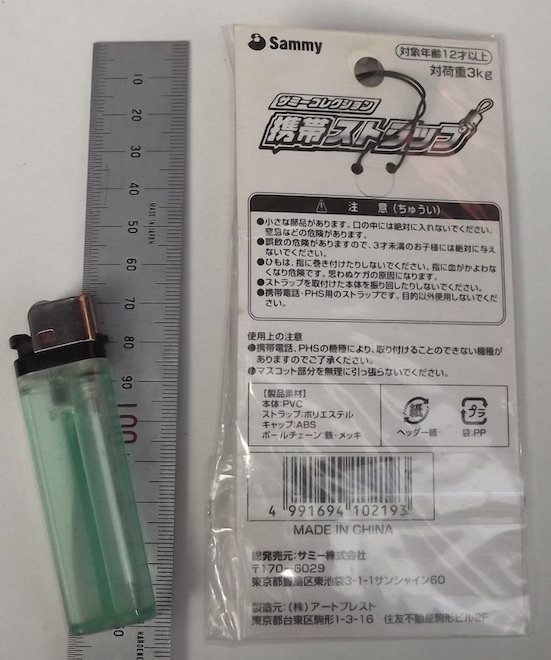 Sammy
対象年齢12才以上
対荷重3kg
サミーコレクション
携帯ストラップ
注 意(ちゅうい)
●小さな部品があります。口の中には絶対に入れないでください。
窒息などの危険があります。
●誤飲の危険がありますので、3才未満のお子様には絶対に与え
ないでください。
●ひもは、指に巻き付けたりしないでください。指に血がかよわな
くなり危険です。思わぬケガの原因になります。
●ストラップを取付けた本体を振り回したりしないでください。
●携帯電話・PHS用のストラップです。目的以外使用しないでくだ
さい。
使用上の注意
●携帯電話、PHSの機種により、取り付けることのできない機種が
ありますのでご了承ください。
●マスコット部分を無理に引っ張らないでください。
【製品素材】
本体:PVC
ストラップ:ポリエステル
キャップ:ABS
ボールチェーン:鉄・メッキ
紙
ヘッダー紙
プラ
袋:PP
4 991694 102193
MADE IN CHINA
総発売元:サミー株式会社
〒170-6029
東京都豊島区東池袋3-1-1サンシャイン60
製造元:(株)アートプレスト
東京都台東区駒形1-3-16 住友不動産駒形ビル2F
10
20
30
40
MADE IN JAPAN
50
60
70
80
90
100
HARDENE